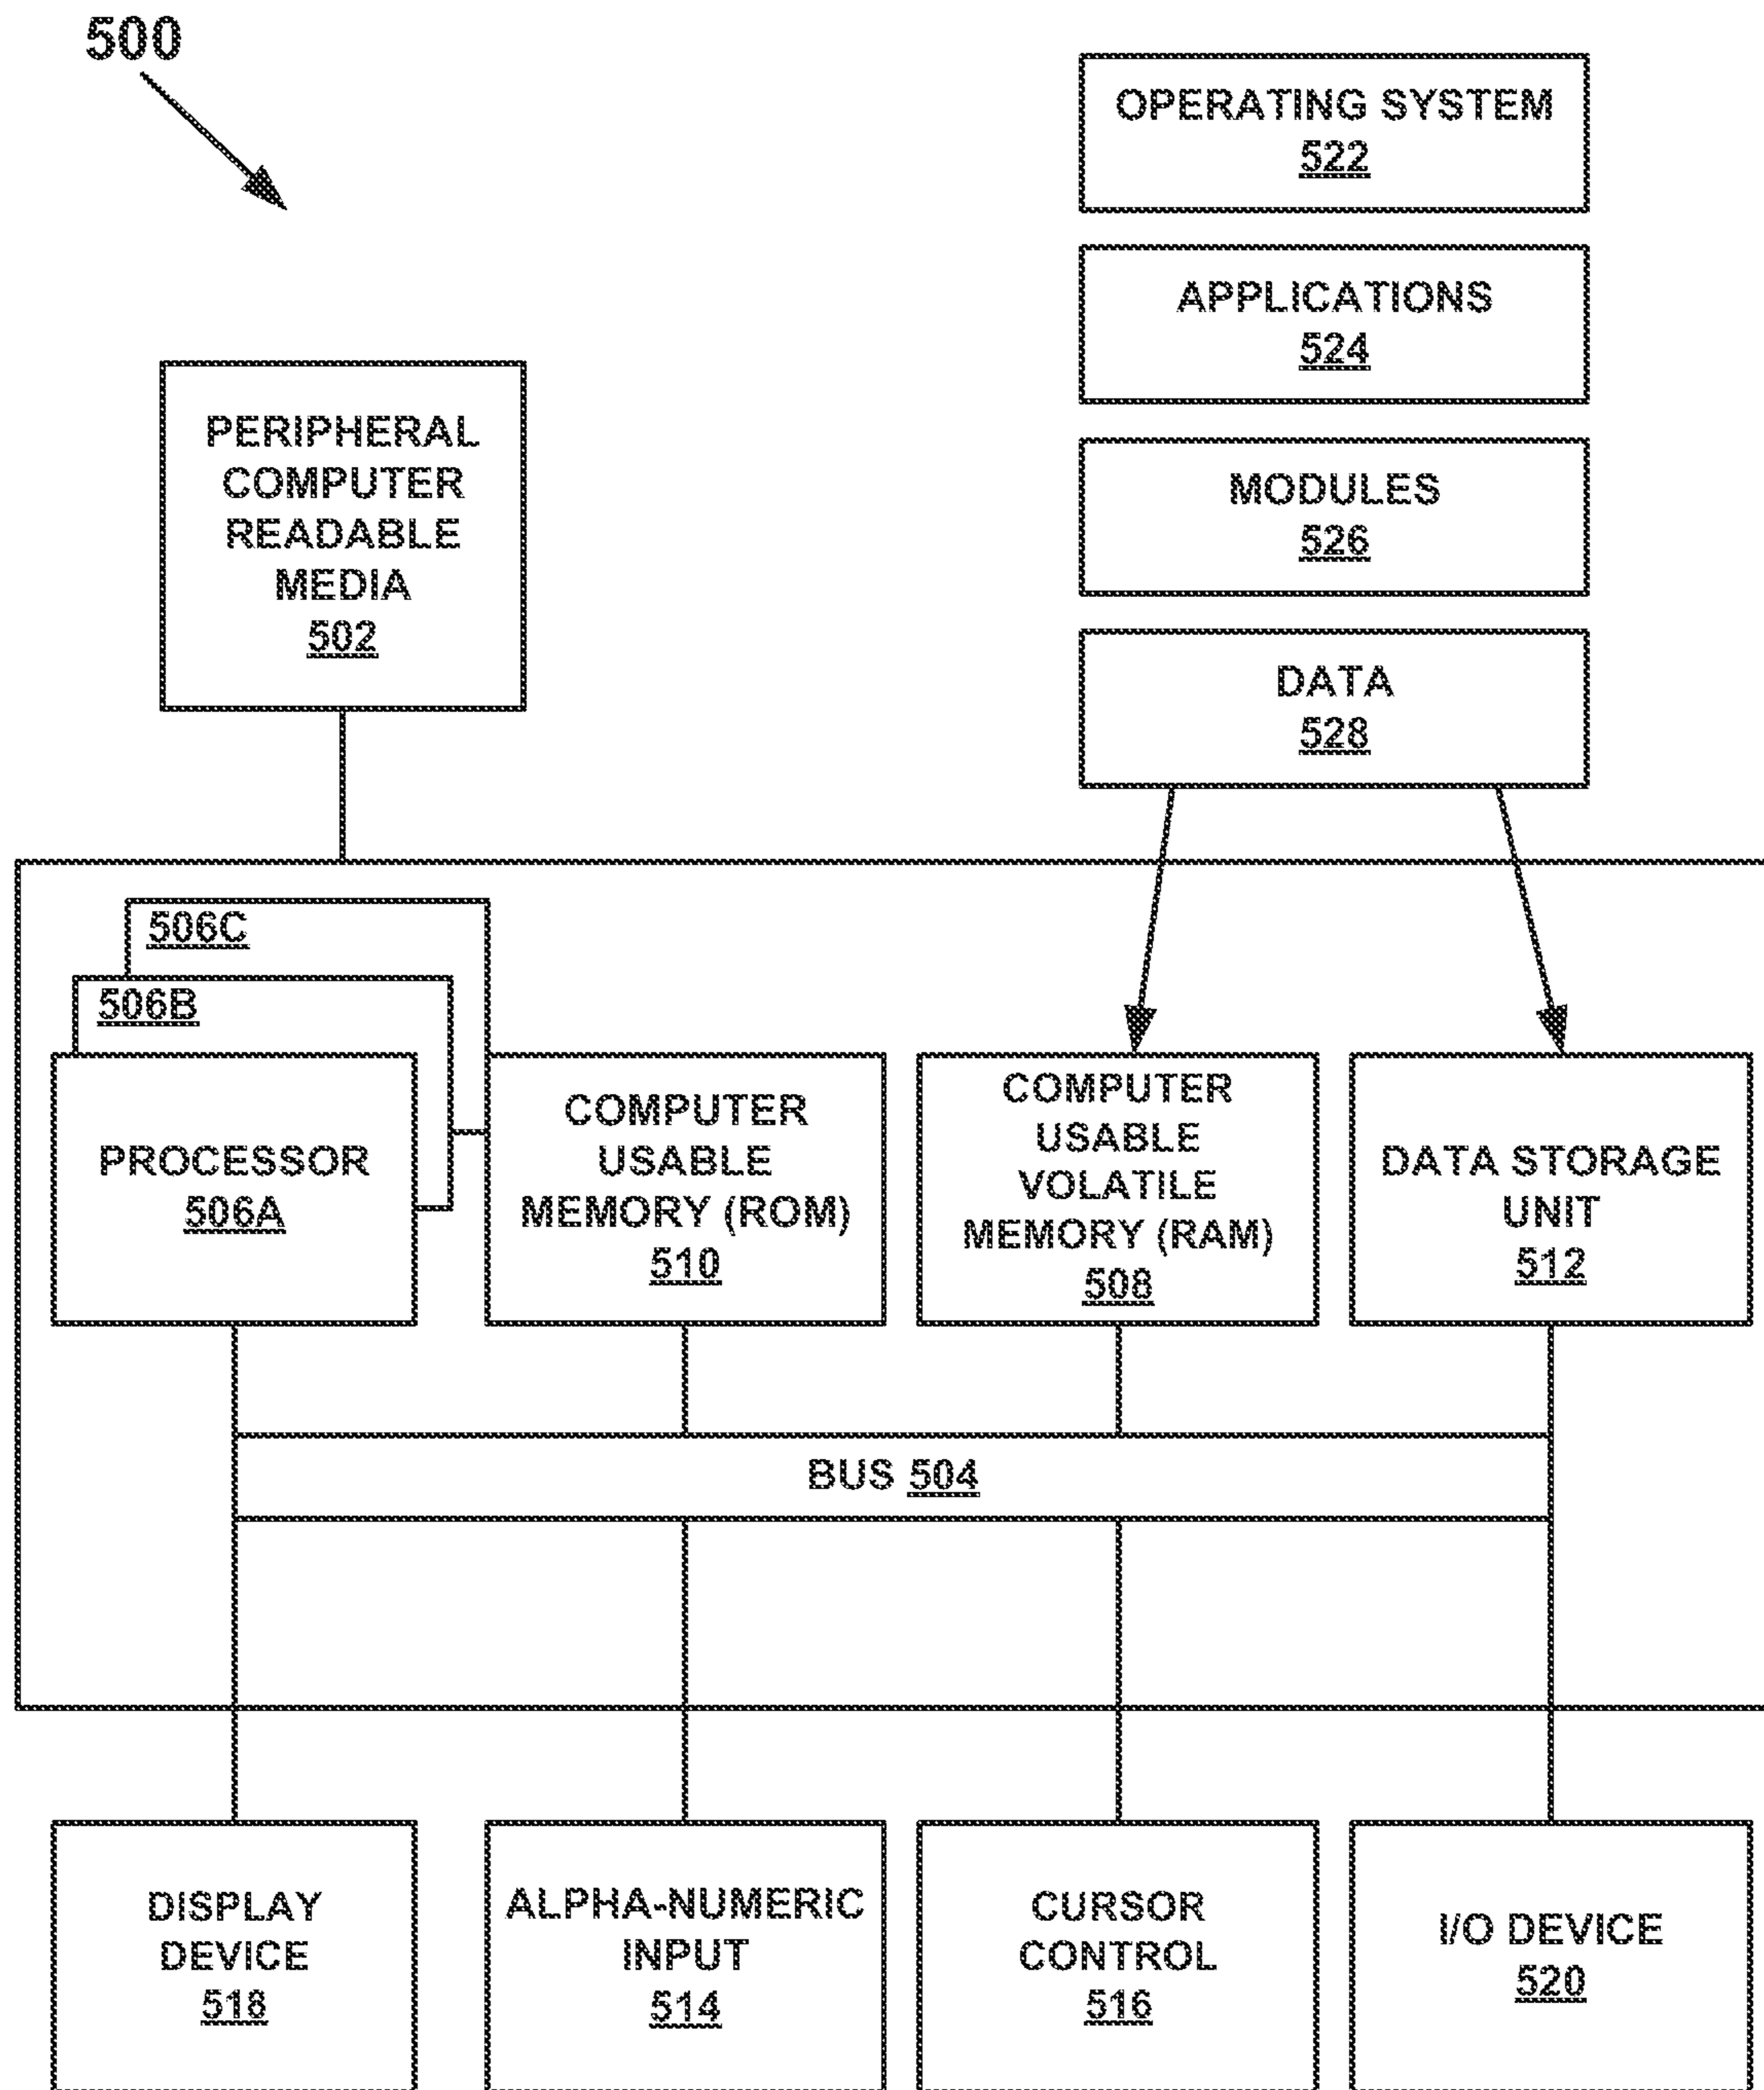 500
OPERATING SYSTEM
522
APPLICATIONS
524
MODULES
526
DATA
528
PERIPHERAL
COMPUTER
READABLE
MEDIA
502
506C
506B
PROCESSOR
506A
COMPUTER
USABLE
MEMORY (ROM)
510
COMPUTER
USABLE
VOLATILE
MEMORY (RAM)
508
DATA STORAGE
UNIT
512
BUS 504
DISPLAY
DEVICE
518
ALPHA-NUMERIC
INPUT
514
CURSOR
CONTROL
516
I/O DEVICE
520